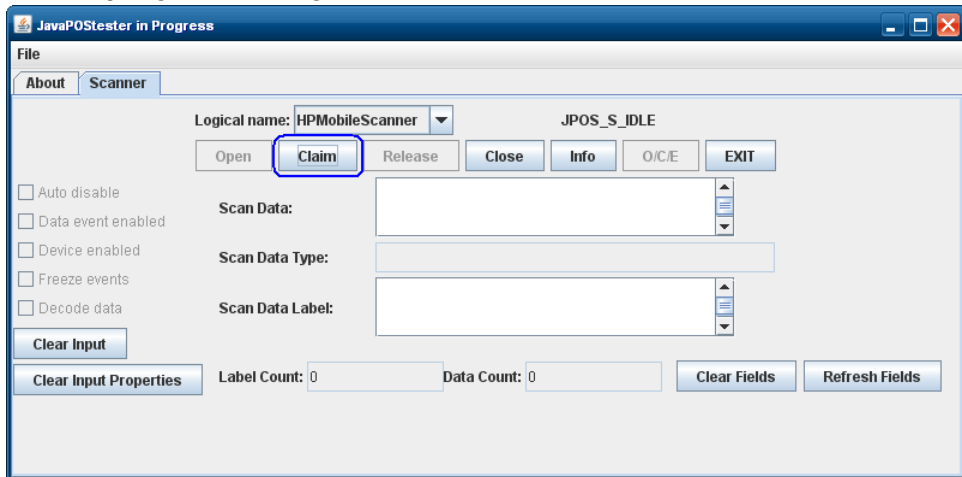 JavaPOStester in Progress
File
About Scanner
Logical name: HPMobileScanner JPOS_S_IDLE
Open Claim Release Close Info O/C/E EXIT
Auto disable
Data event enabled
Device enabled
Freeze events
Decode data
Scan Data:
Scan Data Type:
Scan Data Label:
Clear Input
Clear Input Properties Label Count: 0 Data Count: 0 Clear Fields Refresh Fields